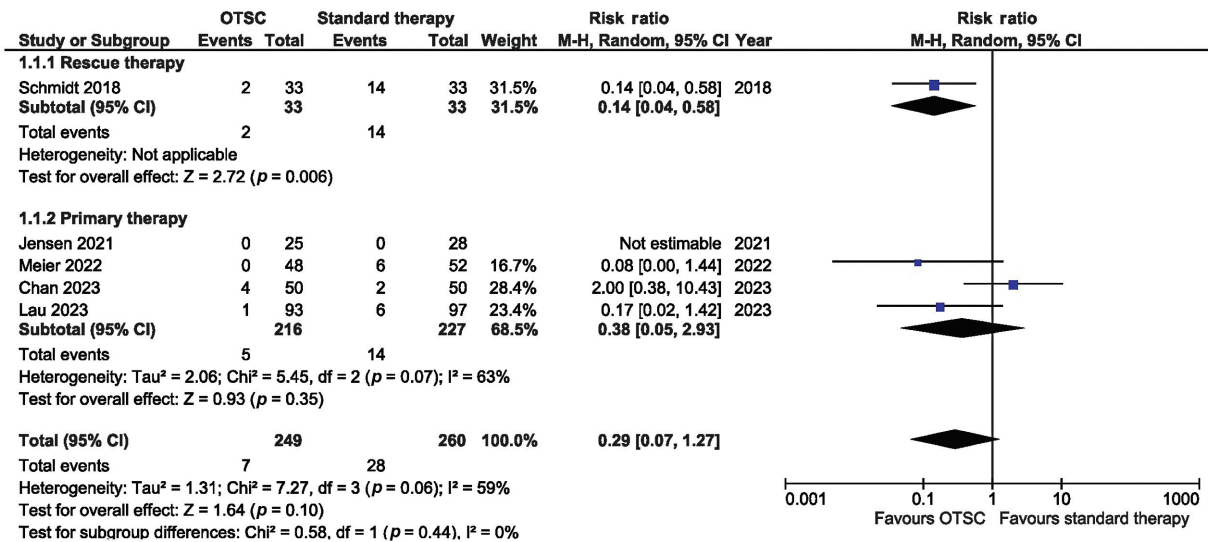 OTSC Standard therapy Risk ratio Risk ratio
Study or Subgroup Events Total Events Total Weight M-H, Random, 95% CI Year M-H, Random, 95% CI
1.1.1 Rescue therapy
Schmidt 2018 2 33 14 33 31.5% 0.14 [0.04, 0.58] 2018
Subtotal (95% CI) 33 33 31.5% 0.14 [0.04, 0.58]
Total events 2 14
Heterogeneity: Not applicable
Test for overall effect: Z = 2.72 (p = 0.006)
1.1.2 Primary therapy
Jensen 2021 0 25 0 28 Not estimable 2021
Meier 2022 0 48 6 52 16.7% 0.08 [0.00, 1.44] 2022
Chan 2023 4 50 2 50 28.4% 2.00 [0.38, 10.43] 2023
Lau 2023 1 93 6 97 23.4% 0.17 [0.02, 1.42] 2023
Subtotal (95% CI) 216 227 68.5% 0.38 [0.05, 2.93]
Total events 5 14
Heterogeneity: Tau² = 2.06; Chi² = 5.45, df = 2 (p = 0.07); I² = 63%
Test for overall effect: Z = 0.93 (p = 0.35)
Total (95% CI) 249 260 100.0% 0.29 [0.07, 1.27]
Total events 7 28
Heterogeneity: Tau² = 1.31; Chi² = 7.27, df = 3 (p = 0.06); I² = 59%
Test for overall effect: Z = 1.64 (p = 0.10)
Test for subgroup differences: Chi² = 0.58, df = 1 (p = 0.44), I² = 0%
0.001 0.1 1 10 1000
Favours OTSC Favours standard therapy